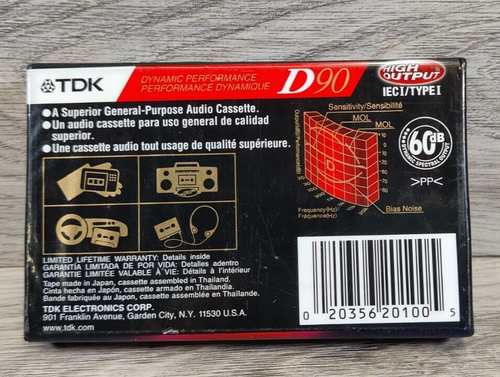 TDK
DYNAMIC PERFORMANCE
PERFORMANCE DYNAMIQUE
D90
HIGH
OUTPUT
IECI/TYPE I
• A Superior General-Purpose Audio Cassette.
• Un audio cassette para uso general de calidad
superior.
• Une cassette audio tout usage de qualité supérieure.
Sensitivity/Sensibilité
MOL
MOL
60dB
DYNAMIC SPECTRAL OUTPUT
>PP<
D
Frequency(Hz)/
Fréquence(Hz)
Bias Noise
LIMITED LIFETIME WARRANTY: Details inside
GARANTIA LIMITADA DE POR VIDA: Detalles adentro
GARANTIE LIMITÉE VALABLE À VIE: Détails à l'intérieur
Tape made in Japan, cassette assembled in Thailand.
Cinta hecha en Japón, cassette armado en Thailandia.
Bande fabriquée au Japon, cassette assemblée en Thaïlande.
TDK ELECTRONICS CORP.
901 Franklin Avenue, Garden City, N.Y. 11530 U.S.A.
www.tdk.com
0 20356 20100 5